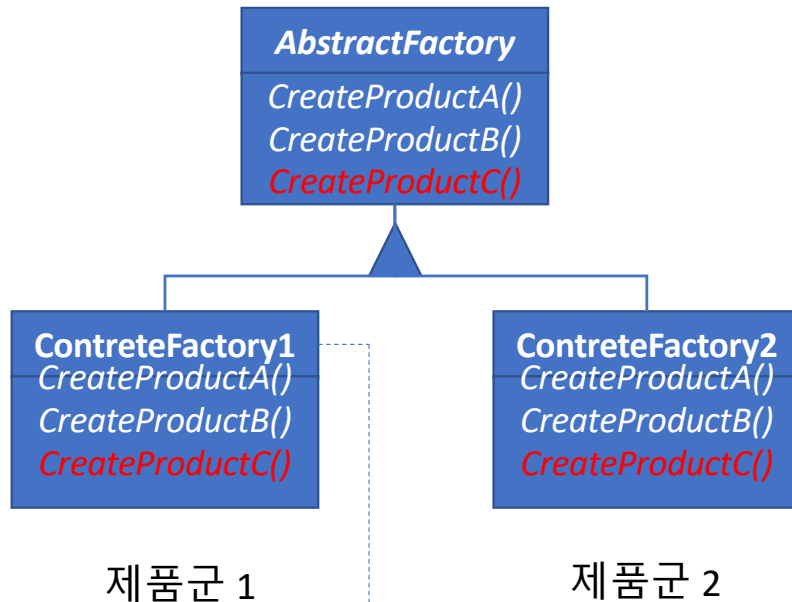 AbstractFactory
CreateProductA()
CreateProductB()
CreateProductC()
ContreteFactory1
CreateProductA()
CreateProductB()
CreateProductC()
ContreteFactory2
CreateProductA()
CreateProductB()
CreateProductC()
제품군 1
제품군 2